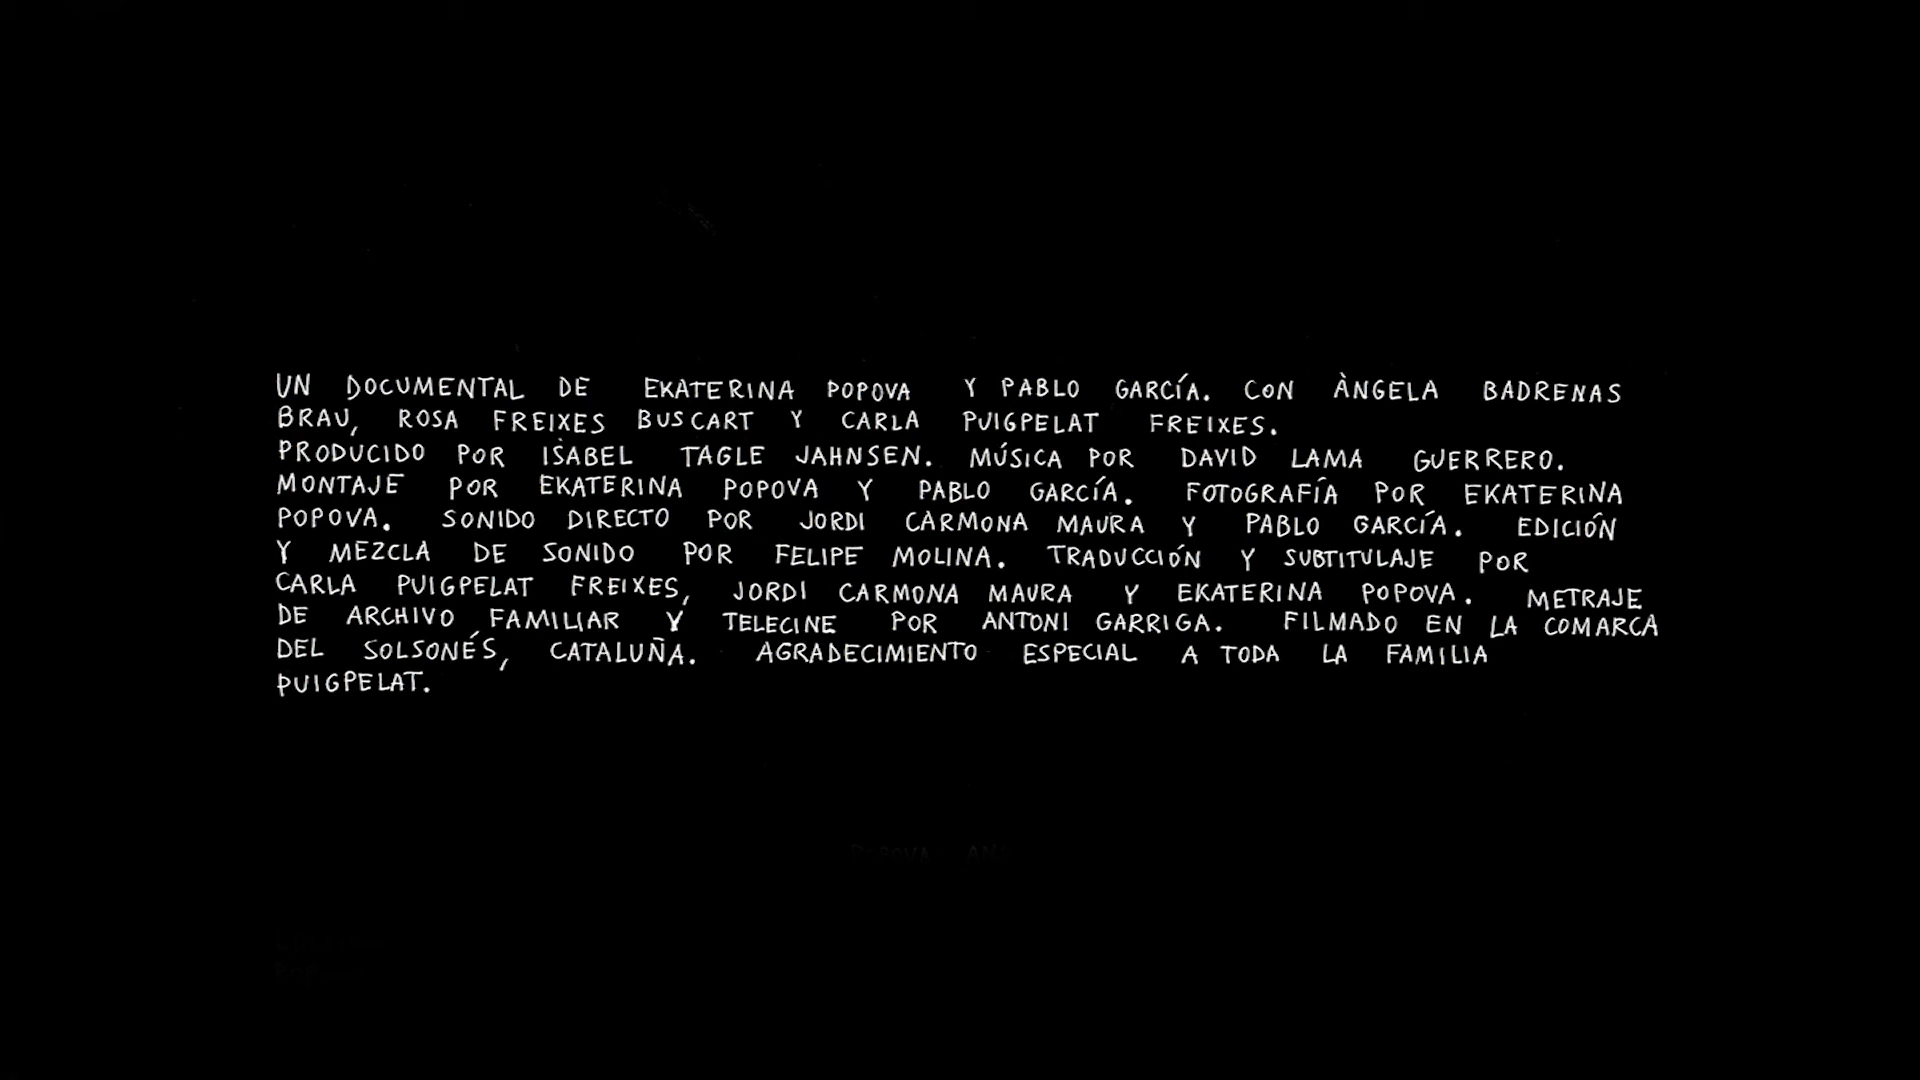 UN DOCUMENTAL DE EKATERINA POPOVA Y PABLO GARCÍA. CON ÀNGELA BADRENAS
BRAU, ROSA FREIXES BUSCART Y CARLA PUIGPELAT FREIXES.
PRODUCIDO POR ISABEL TAGLE JAHNSEN. MÚSICA POR DAVID LAMA GUERRERO.
MONTAJE POR EKATERINA POPOVA Y PABLO GARCÍA. FOTOGRAFÍA POR EKATERINA
POPOVA. SONIDO DIRECTO POR JORDI CARMONA MAURA Y PABLO GARCÍA. EDICIÓN
Y MEZCLA DE SONIDO POR FELIPE MOLINA. TRADUCCIÓN Y SUBTITULAJE POR
CARLA PUIGPELAT FREIXES, JORDI CARMONA MAURA Y EKATERINA POPOVA. METRAJE
DE ARCHIVO FAMILIAR Y TELECINE POR ANTONI GARRIGA. FILMADO EN LA COMARCA
DEL SOLSONÉS, CATALUÑA. AGRADECIMIENTO ESPECIAL A TODA LA FAMILIA
PUIGPELAT.